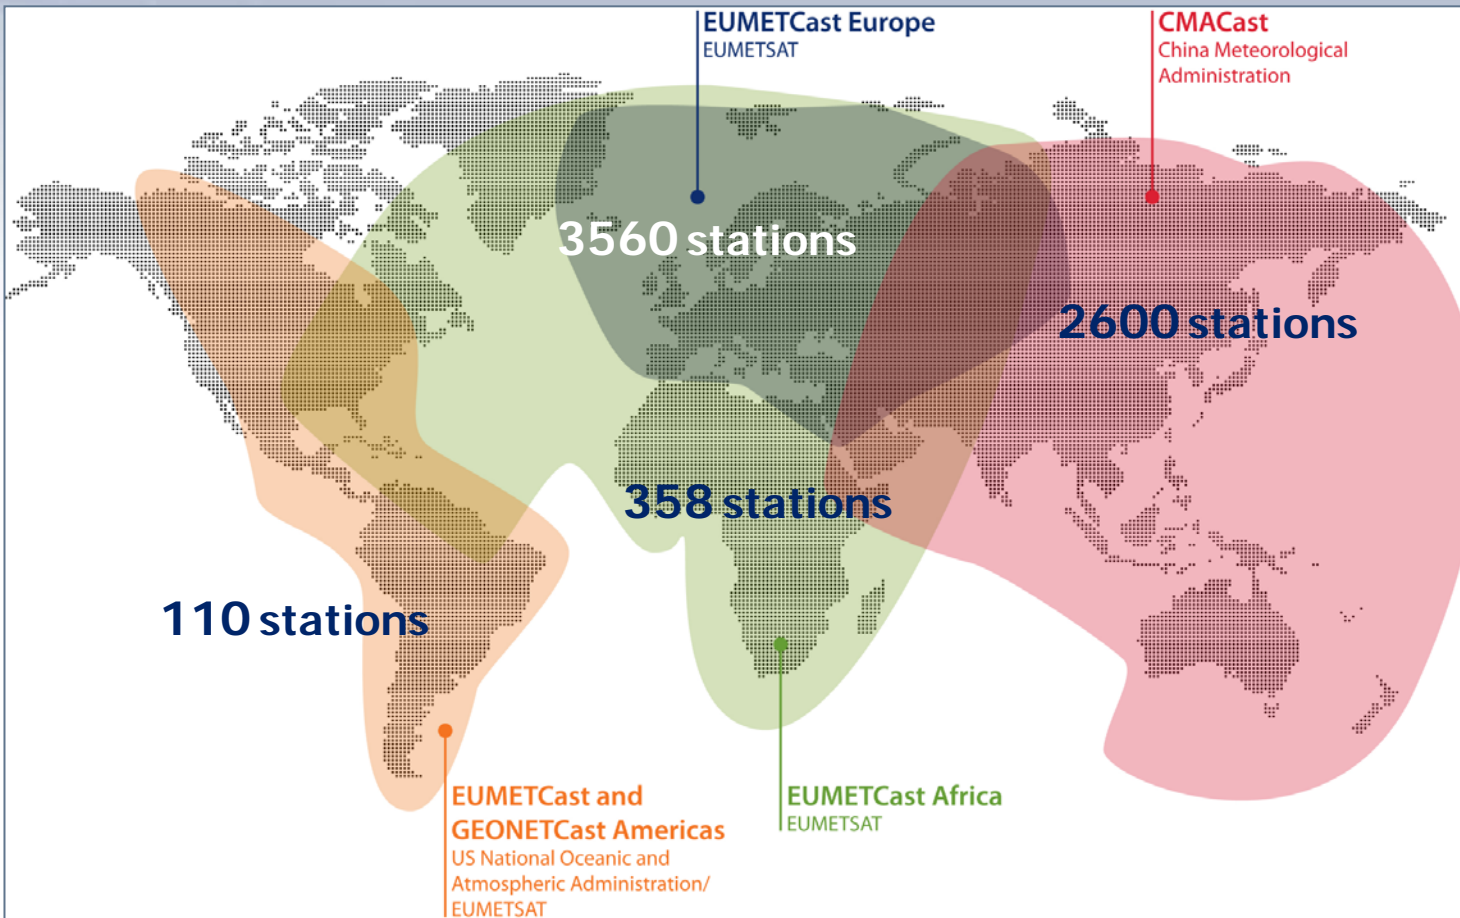 EUMETCast Europe
EUMETSAT
CMACast
China Meteorological
Administration
3560 stations
2600 stations
358 stations
110 stations
EUMETCast and
GEONETCast Americas
US National Oceanic and
Atmospheric Administration/
EUMETSAT
EUMETCast Africa
EUMETSAT